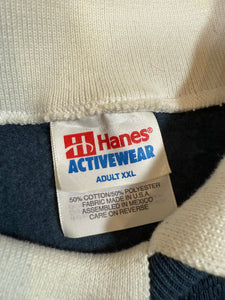 Hanes®
ACTIVEWEAR
ADULT XXL
50% COTTON/50% POLYESTER
FABRIC MADE IN U.S.A.
ASSEMBLED IN MEXICO
CARE ON REVERSE